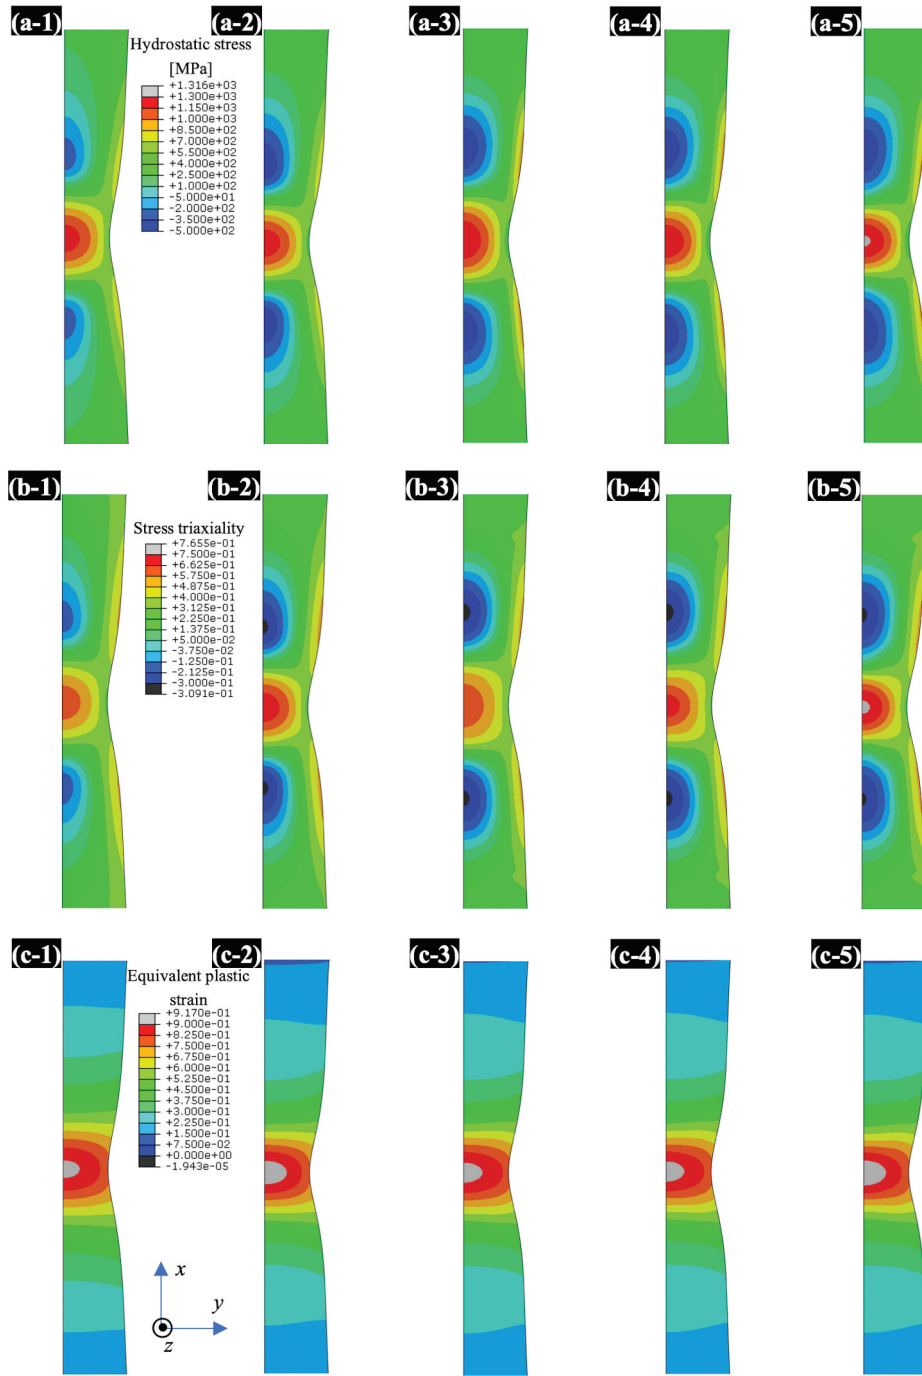 (a-1) (a-2) (a-3) (a-4) (a-5)
Hydrostatic stress
[MPa]
+1.316e+03
+1.300e+03
+1.150e+03
+1.000e+03
+8.500e+02
+7.000e+02
+5.500e+02
+4.000e+02
+2.500e+02
+1.000e+02
-5.000e+01
-2.000e+02
-3.500e+02
-5.000e+02
(b-1) (b-2) (b-3) (b-4) (b-5)
Stress triaxiality
+7.655e-01
+7.500e-01
+6.625e-01
+5.750e-01
+4.875e-01
+4.000e-01
+3.125e-01
+2.250e-01
+1.375e-01
+5.000e-02
-3.750e-02
-1.250e-01
-2.125e-01
-3.000e-01
-3.091e-01
(c-1) (c-2) (c-3) (c-4) (c-5)
Equivalent plastic
strain
+9.170e-01
+9.000e-01
+8.250e-01
+7.500e-01
+6.750e-01
+6.000e-01
+5.250e-01
+4.500e-01
+3.750e-01
+3.000e-01
+2.250e-01
+1.500e-01
+7.500e-02
+0.000e+00
-1.943e-05
x
y
z